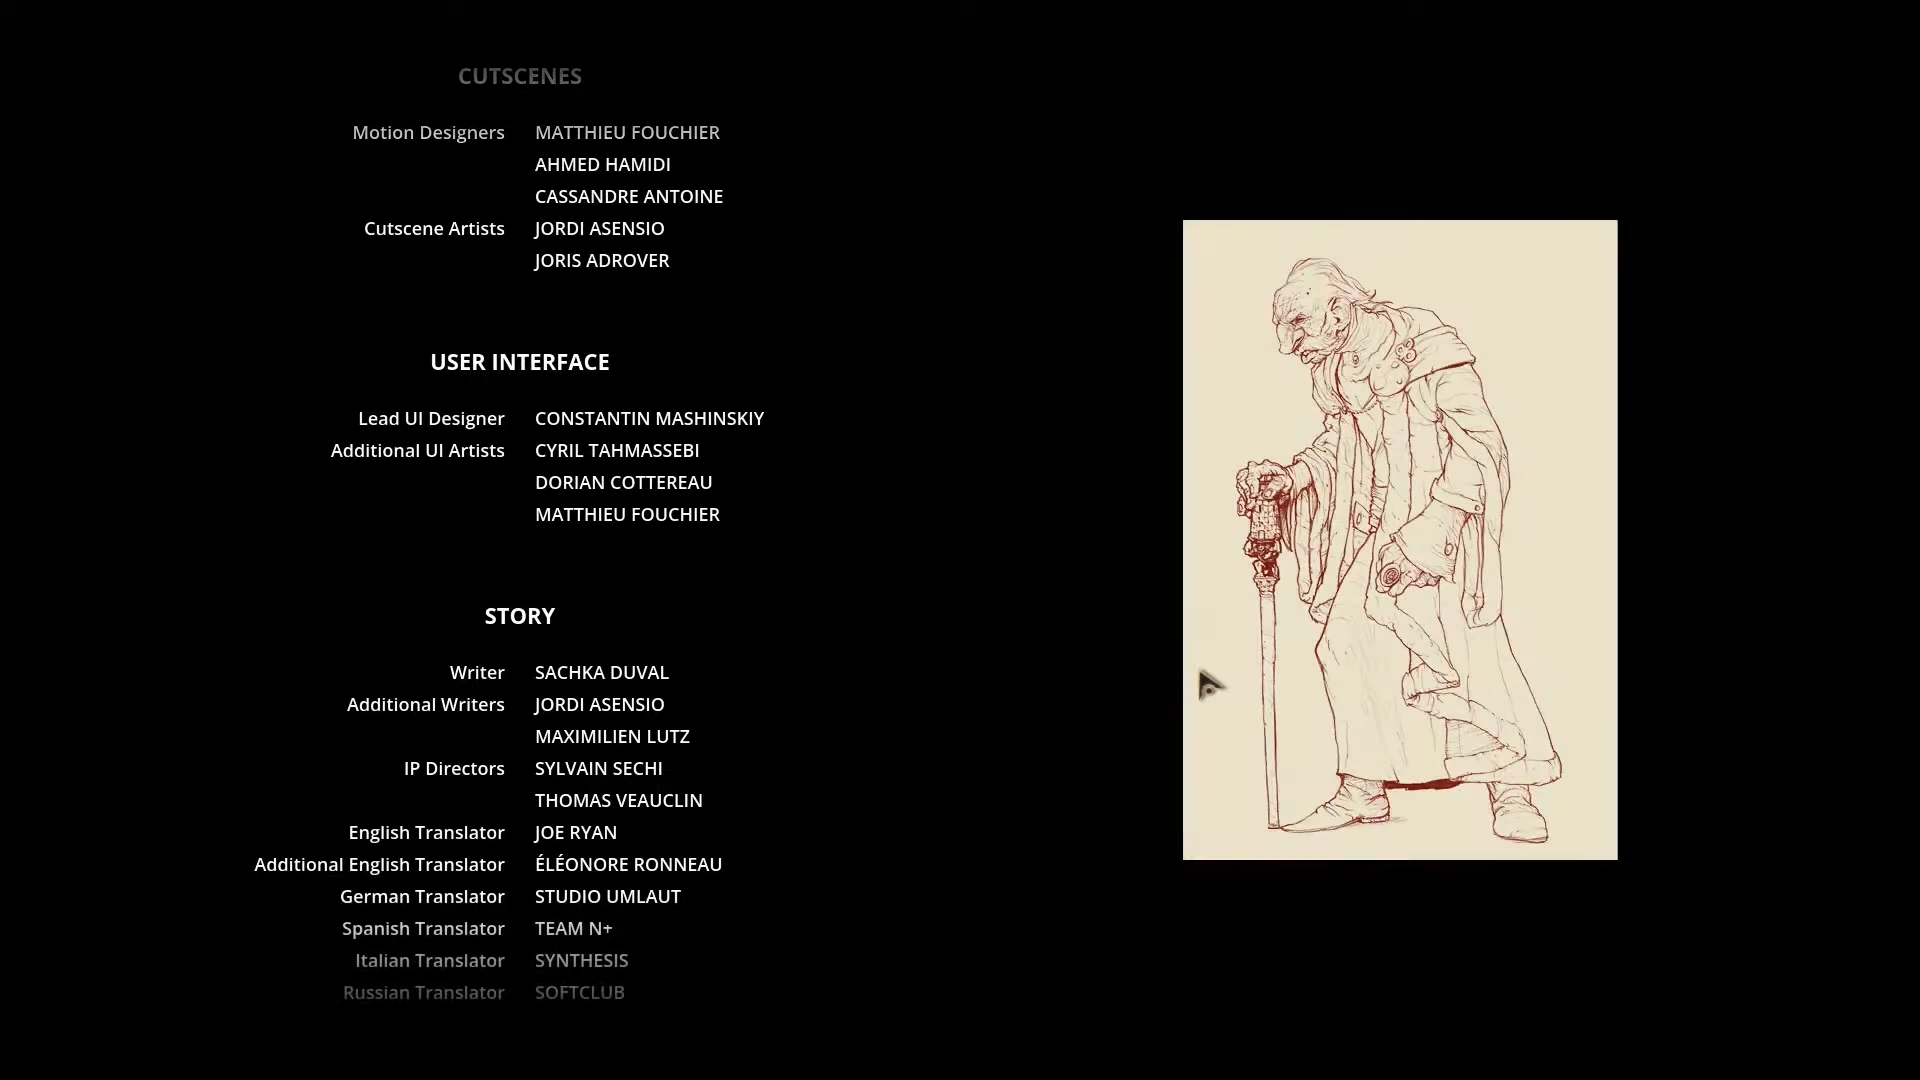 CUTSCENES
Motion Designers MATTHIEU FOUCHIER
AHMED HAMIDI
CASSANDRE ANTOINE
Cutscene Artists JORDI ASENSIO
JORIS ADROVER
USER INTERFACE
Lead UI Designer CONSTANTIN MASHINSKIY
Additional UI Artists CYRIL TAHMASSEBI
DORIAN COTTEREAU
MATTHIEU FOUCHIER
STORY
Writer SACHKA DUVAL
Additional Writers JORDI ASENSIO
MAXIMILIEN LUTZ
IP Directors SYLVAIN SECHI
THOMAS VEAUCLIN
English Translator JOE RYAN
Additional English Translator ÉLÉONORE RONNEAU
German Translator STUDIO UMLAUT
Spanish Translator TEAM N+
Italian Translator SYNTHESIS
Russian Translator SOFTCLUB